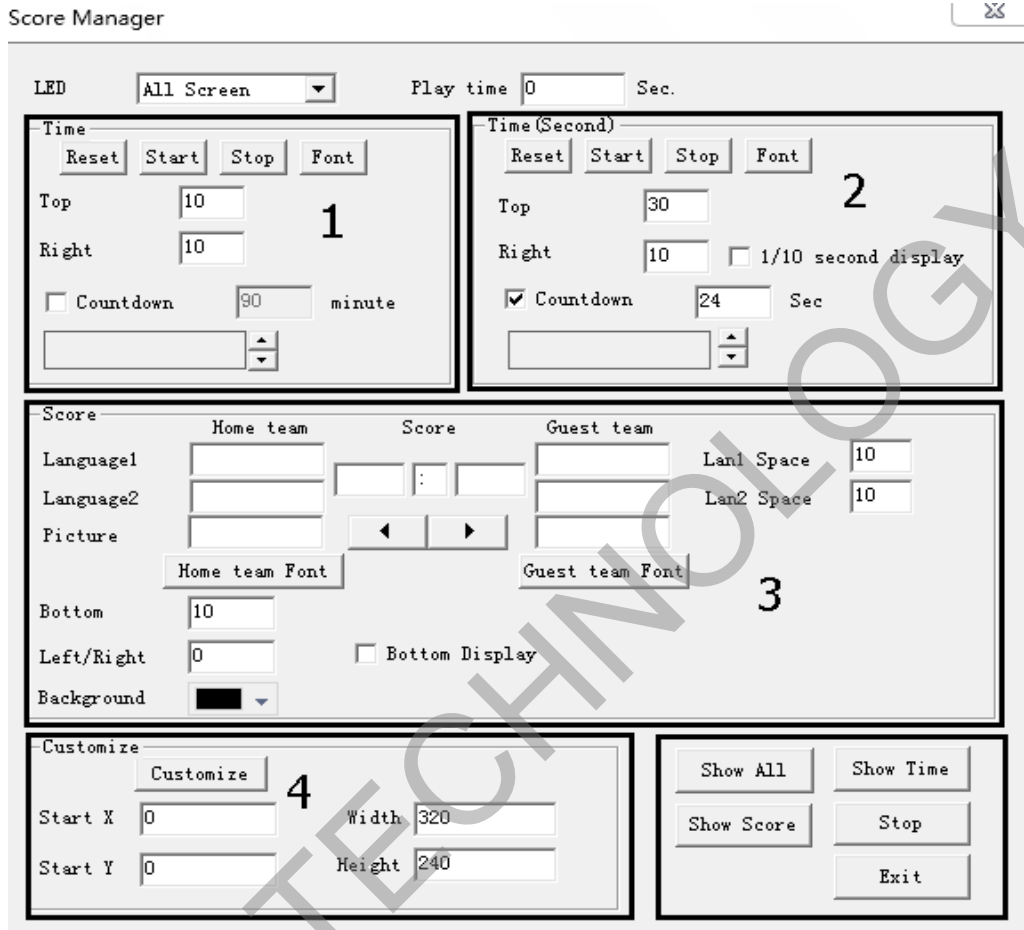 Score Manager
LED All Screen Play time 0 Sec.
Time
Reset Start Stop Font
Top 10
Right 10
1
Countdown 90 minute
Time(Second)
Reset Start Stop Font
Top 30
2
Right 10 1/10 second display
Countdown 24 Sec
Score
Home team Score Guest team
Language1 : Lan1 Space 10
Language2 Lan2 Space 10
Picture
Home team Font Guest team Font
3
Bottom 10
Left/Right 0 Bottom Display
Background
Customize
Customize
4
Start X 0 Width 320
Start Y 0 Height 240
Show All Show Time
Show Score Stop
Exit
TECHNOLOGY